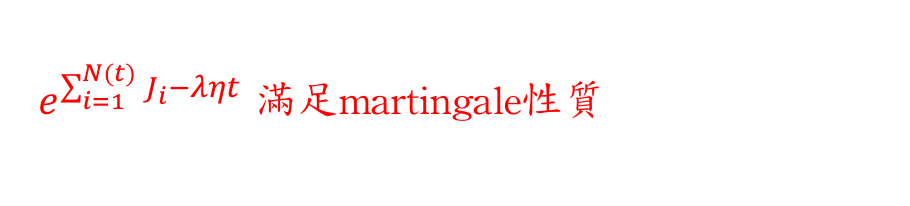 $e^{\sum_{i=1}^{N(t)} J_i - \lambda\eta t}$ 滿足martingale性質